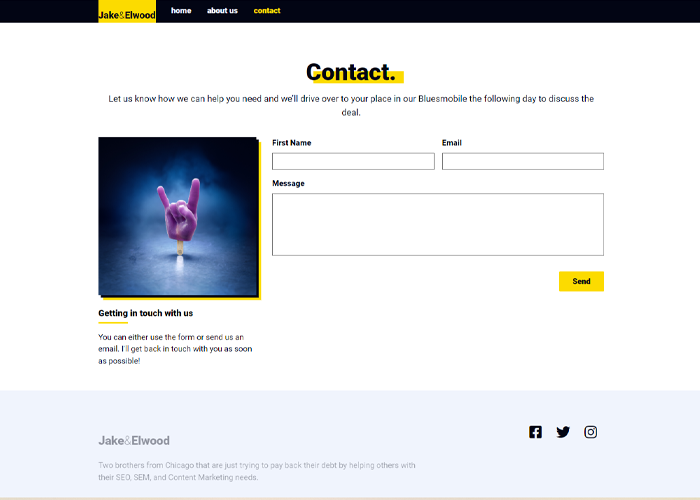 Jake&Elwood
home about us contact
Contact.
Let us know how we can help you need and we'll drive over to your place in our Bluesmobile the following day to discuss the
deal.
First Name Email
Message
Send
Getting in touch with us
You can either use the form or send us an
email. I'll get back in touch with you as soon
as possible!
Jake&Elwood
Two brothers from Chicago that are just trying to pay back their debt by helping others with
their SEO, SEM, and Content Marketing needs.